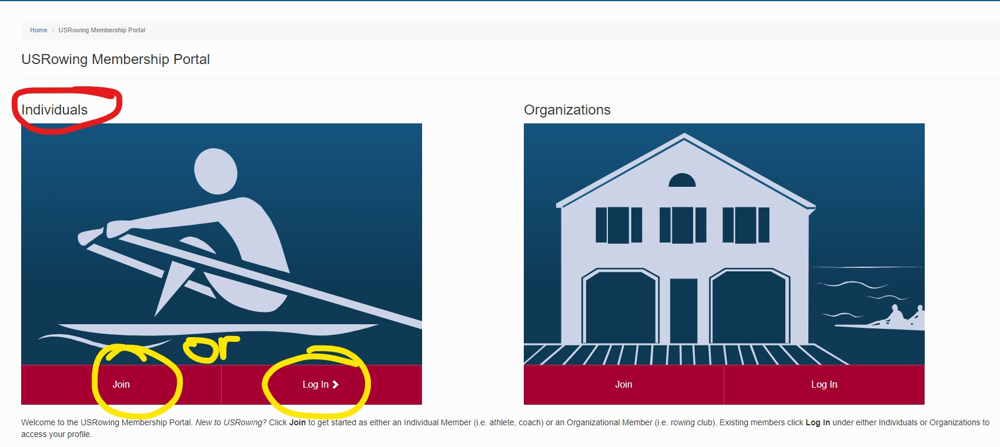 Home / USRowing Membership Portal
USRowing Membership Portal
Individuals
Organizations
or
Join
Log In
Join
Log In
Welcome to the USRowing Membership Portal. New to USRowing? Click Join to get started as either an Individual Member (i.e. athlete, coach) or an Organizational Member (i.e. rowing club). Existing members click Log In under either Individuals or Organizations to
access your profile.